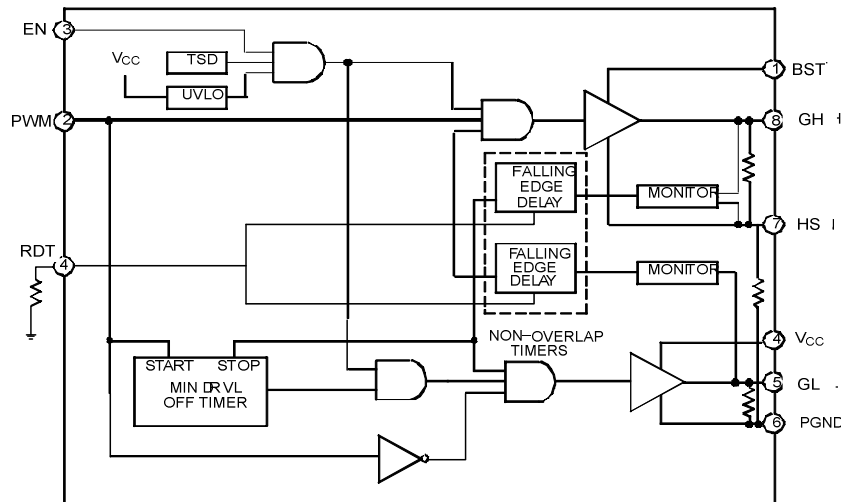 EN 3
VCC
TSD
UVLO
1 BST
PWM 2
8 GH
FALLING
EDGE
DELAY
MONITOR
7 HS
RDT
4
FALLING
EDGE
DELAY
MONITOR
NON-OVERLAP
TIMERS
4 VCC
START STOP
MIN DRVL
OFF TIMER
5 GL
6 PGND